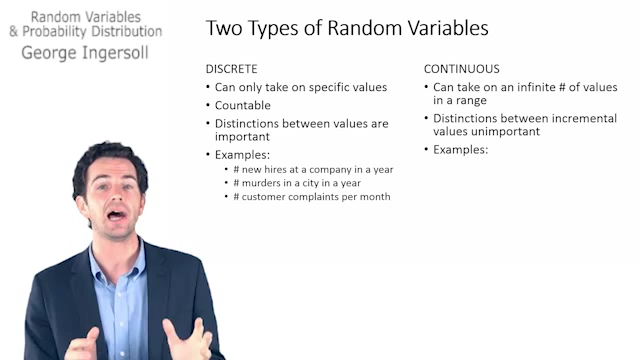 Random Variables
& Probability Distribution
George Ingersoll
Two Types of Random Variables
DISCRETE
• Can only take on specific values
• Countable
• Distinctions between values are
important
• Examples:
• # new hires at a company in a year
• # murders in a city in a year
• # customer complaints per month
CONTINUOUS
• Can take on an infinite # of values
in a range
• Distinctions between incremental
values unimportant
• Examples: